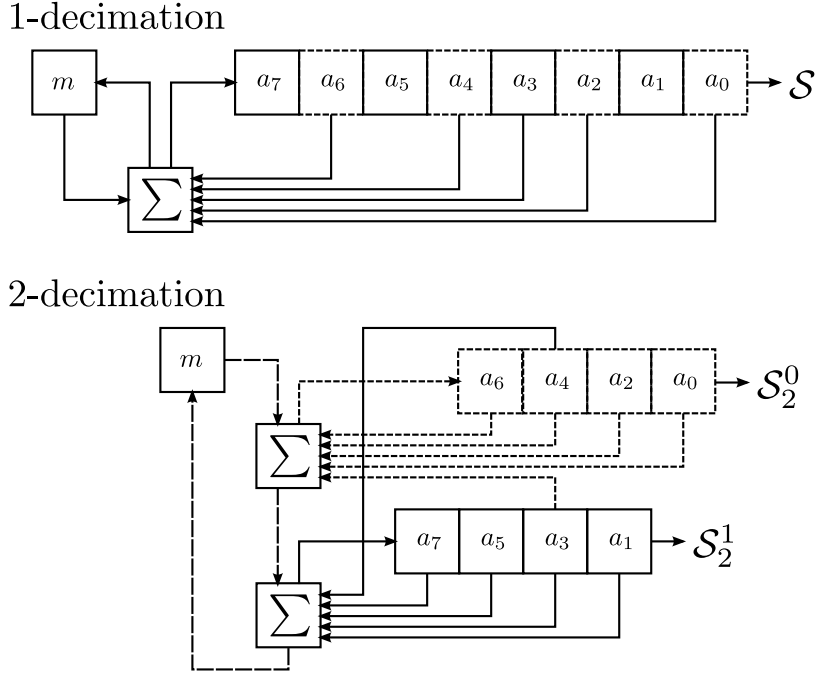 1-decimation
m a₇ a₆ a₅ a₄ a₃ a₂ a₁ a₀ 𝒮
∑
2-decimation
m
a₆ a₄ a₂ a₀ 𝒮₂⁰
∑
a₇ a₅ a₃ a₁ 𝒮₂¹
∑